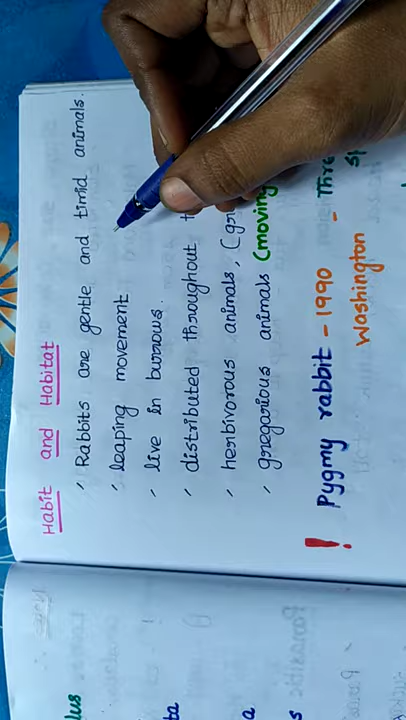 Habit and Habitat
Rabbits are gentle and timid animals.
leaping movement
live in burrows.
distributed throughout
herbivorous animals, (
gregarious animals (moving
! Pygmy rabbit - 1990 -
Washington